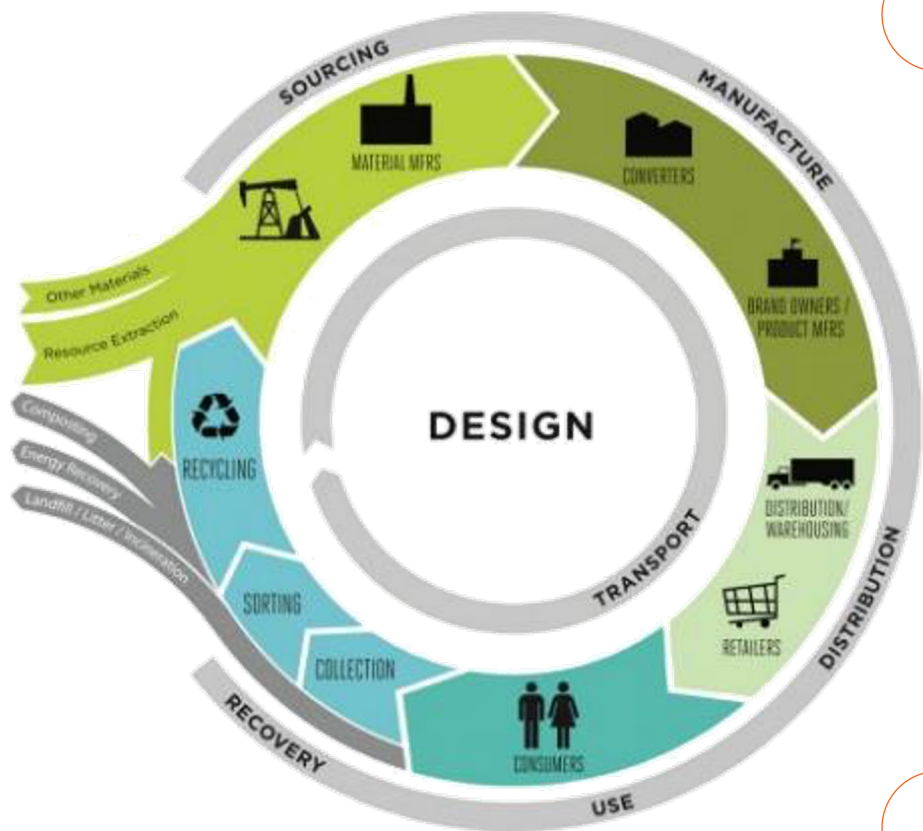 SOURCING
MANUFACTURE
MATERIAL MFRS
CONVERTERS
Other Materials
Resource Extraction
BRAND OWNERS /
PRODUCT MFRS
Composting
Energy Recovery
Landfill / Litter / Incineration
RECYCLING
DESIGN
DISTRIBUTION/
WAREHOUSING
TRANSPORT
DISTRIBUTION
SORTING
RETAILERS
COLLECTION
RECOVERY
CONSUMERS
USE